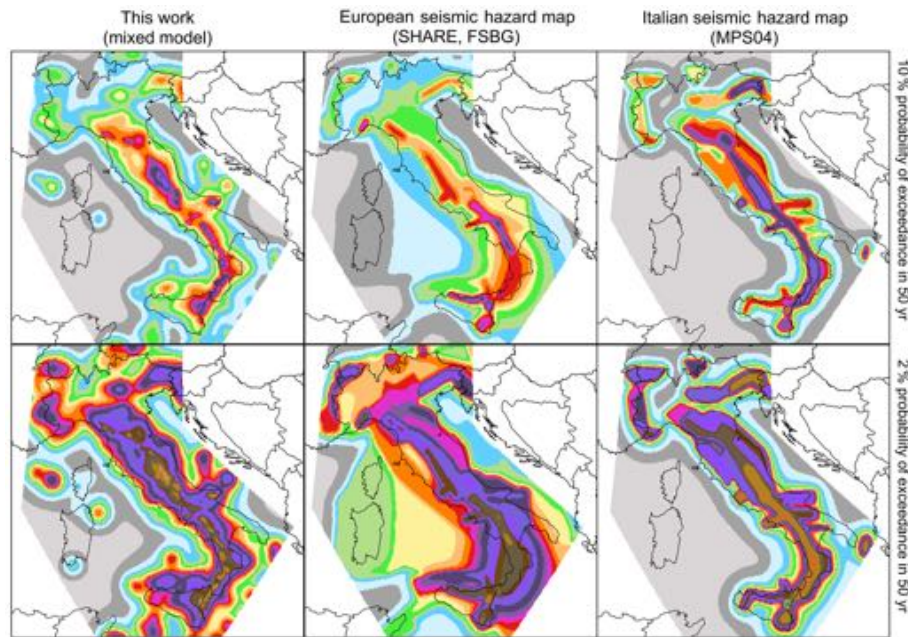 This work
(mixed model)
European seismic hazard map
(SHARE, FSBG)
Italian seismic hazard map
(MPS04)
10% probability of exceedance in 50 yr
2% probability of exceedance in 50 yr